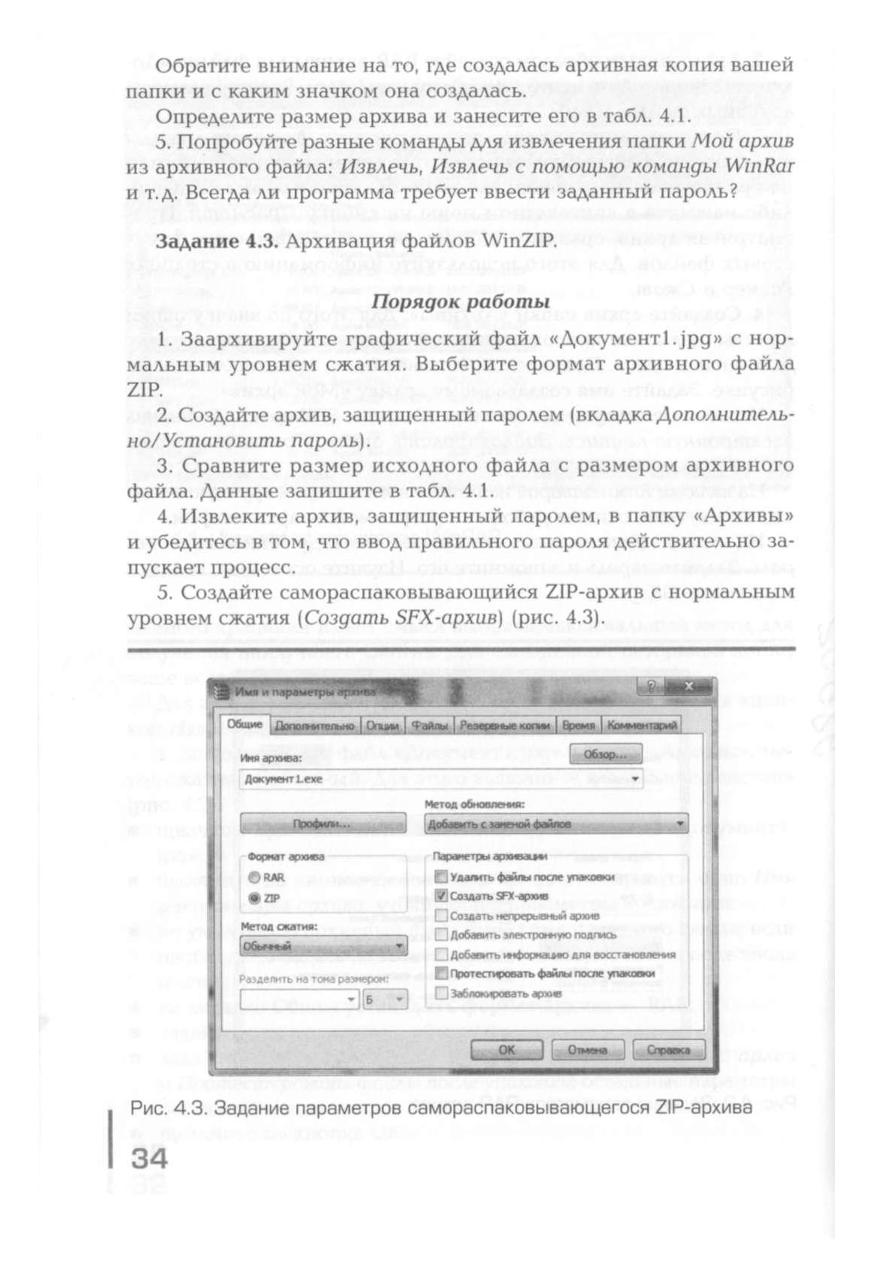 Обратите внимание на то, где создалась архивная копия вашей
папки и с каким значком она создалась.
Определите размер архива и занесите его в табл. 4.1.
5. Попробуйте разные команды для извлечения папки Мой архив
из архивного файла: Извлечь, Извлечь с помощью команды WinRar
и т.д. Всегда ли программа требует ввести заданный пароль?
Задание 4.3. Архивация файлов WinZIP.
Порядок работы
1. Заархивируйте графический файл «Документ1.jpg» с нор-
мальным уровнем сжатия. Выберите формат архивного файла
ZIP.
2. Создайте архив, защищенный паролем (вкладка Дополнитель-
но/Установить пароль).
3. Сравните размер исходного файла с размером архивного
файла. Данные запишите в табл. 4.1.
4. Извлеките архив, защищенный паролем, в папку «Архивы»
и убедитесь в том, что ввод правильного пароля действительно за-
пускает процесс.
5. Создайте самораспаковывающийся ZIP-архив с нормальным
уровнем сжатия (Создать SFX-архив) (рис. 4.3).
Имя и параметры архива
Общие Дополнительно Опции Файлы Резервные копии Время Комментарий
Имя архива: Обзор...
Документ1.exe
Метод обновления:
Профили... Добавить с заменой файлов
Формат архива Параметры архивации
RAR Удалить файлы после упаковки
ZIP Создать SFX-архив
Создать непрерывный архив
Метод сжатия: Добавить электронную подпись
Обычный Добавить информацию для восстановления
Разделить на тома размером: Протестировать файлы после упаковки
Б Заблокировать архив
ОК Отмена Справка
Рис. 4.3. Задание параметров самораспаковывающегося ZIP-архива
34